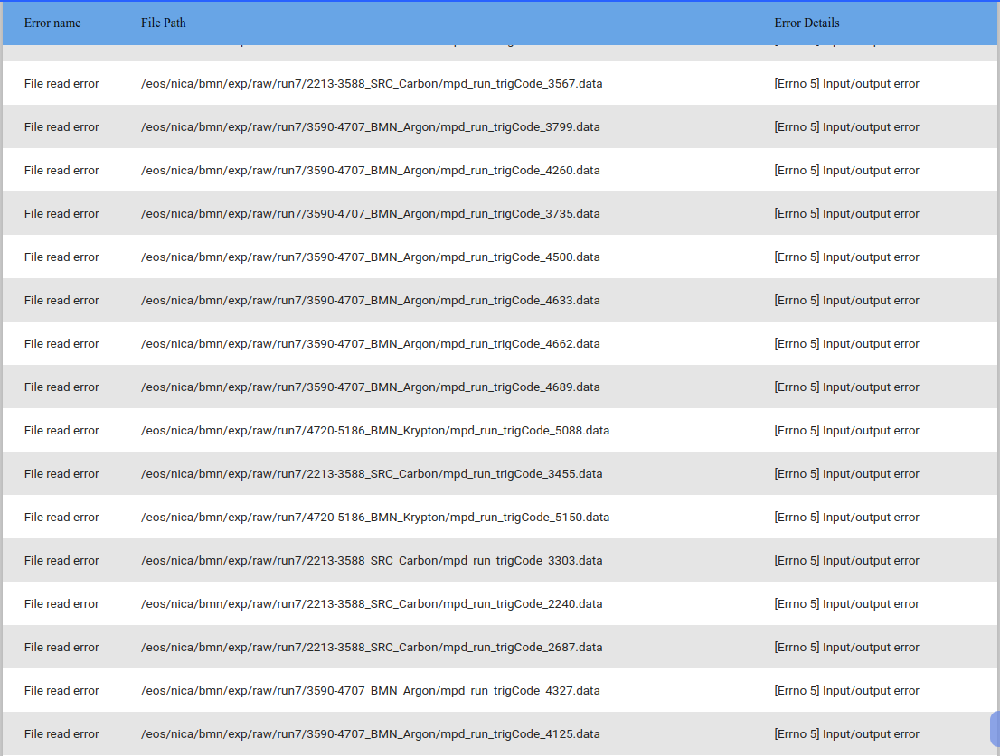 Error name File Path Error Details
File read error /eos/nica/bmn/exp/raw/run7/2213-3588_SRC_Carbon/mpd_run_trigCode_3567.data [Errno 5] Input/output error
File read error /eos/nica/bmn/exp/raw/run7/3590-4707_BMN_Argon/mpd_run_trigCode_3799.data [Errno 5] Input/output error
File read error /eos/nica/bmn/exp/raw/run7/3590-4707_BMN_Argon/mpd_run_trigCode_4260.data [Errno 5] Input/output error
File read error /eos/nica/bmn/exp/raw/run7/3590-4707_BMN_Argon/mpd_run_trigCode_3735.data [Errno 5] Input/output error
File read error /eos/nica/bmn/exp/raw/run7/3590-4707_BMN_Argon/mpd_run_trigCode_4500.data [Errno 5] Input/output error
File read error /eos/nica/bmn/exp/raw/run7/3590-4707_BMN_Argon/mpd_run_trigCode_4633.data [Errno 5] Input/output error
File read error /eos/nica/bmn/exp/raw/run7/3590-4707_BMN_Argon/mpd_run_trigCode_4662.data [Errno 5] Input/output error
File read error /eos/nica/bmn/exp/raw/run7/3590-4707_BMN_Argon/mpd_run_trigCode_4689.data [Errno 5] Input/output error
File read error /eos/nica/bmn/exp/raw/run7/4720-5186_BMN_Krypton/mpd_run_trigCode_5088.data [Errno 5] Input/output error
File read error /eos/nica/bmn/exp/raw/run7/2213-3588_SRC_Carbon/mpd_run_trigCode_3455.data [Errno 5] Input/output error
File read error /eos/nica/bmn/exp/raw/run7/4720-5186_BMN_Krypton/mpd_run_trigCode_5150.data [Errno 5] Input/output error
File read error /eos/nica/bmn/exp/raw/run7/2213-3588_SRC_Carbon/mpd_run_trigCode_3303.data [Errno 5] Input/output error
File read error /eos/nica/bmn/exp/raw/run7/2213-3588_SRC_Carbon/mpd_run_trigCode_2240.data [Errno 5] Input/output error
File read error /eos/nica/bmn/exp/raw/run7/2213-3588_SRC_Carbon/mpd_run_trigCode_2687.data [Errno 5] Input/output error
File read error /eos/nica/bmn/exp/raw/run7/3590-4707_BMN_Argon/mpd_run_trigCode_4327.data [Errno 5] Input/output error
File read error /eos/nica/bmn/exp/raw/run7/3590-4707_BMN_Argon/mpd_run_trigCode_4125.data [Errno 5] Input/output error